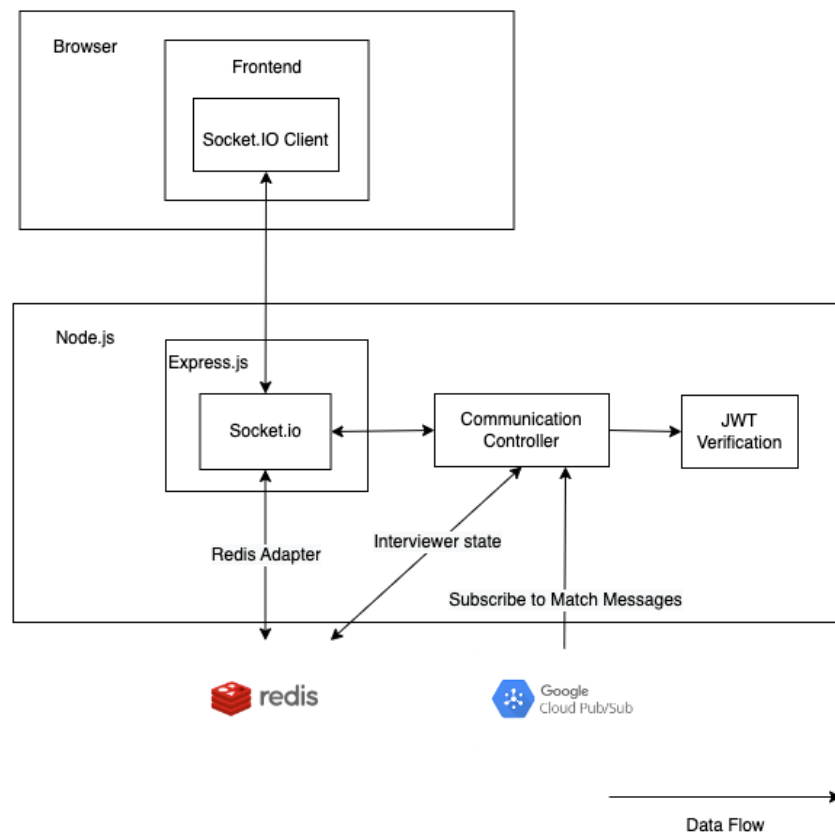 Browser
Frontend
Socket.IO Client
Node.js
Express.js
Socket.io
Communication
Controller
JWT
Verification
Redis Adapter
Interviewer state
Subscribe to Match Messages
redis
Google
Cloud Pub/Sub
Data Flow